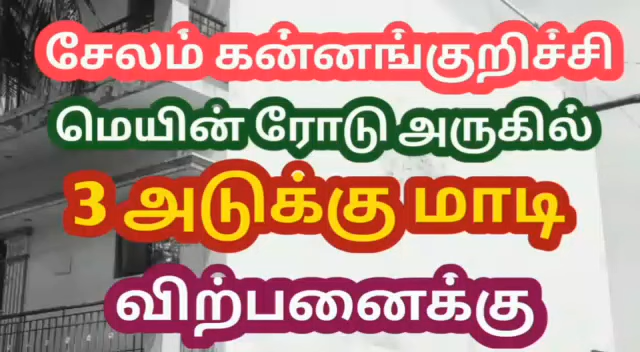 சேலம் கன்னங்குறிச்சி
மெயின் ரோடு அருகில்
3 அடுக்கு மாடி
விற்பனைக்கு